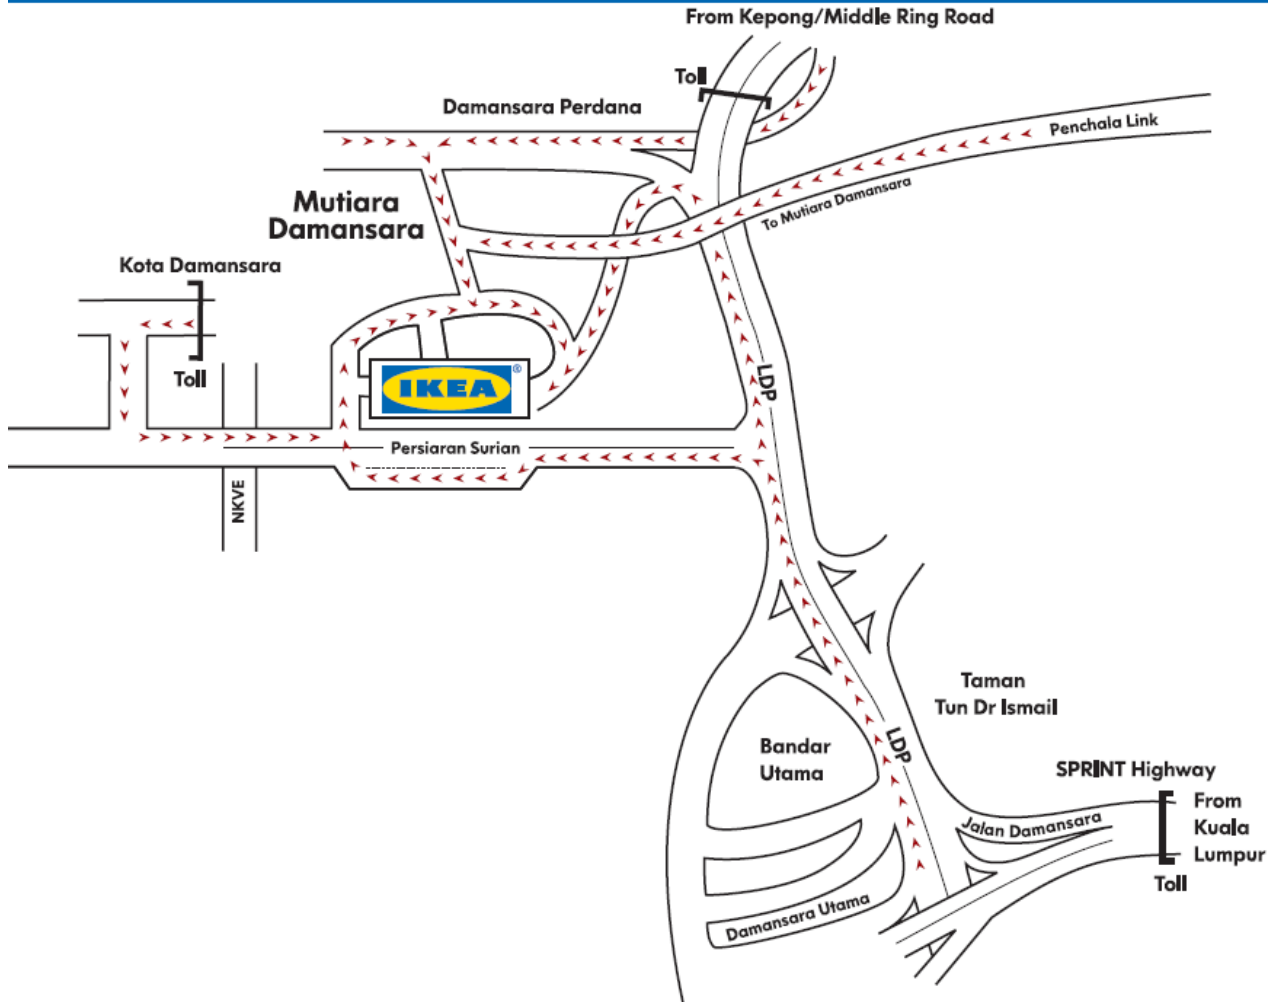 From Kepong/Middle Ring Road
Toll
Damansara Perdana
Penchala Link
To Mutiara Damansara
Mutiara
Damansara
Kota Damansara
Toll
IKEA®
LDP
Persiaran Surian
NKVE
Taman
Tun Dr Ismail
LDP
Bandar
Utama
SPRINT Highway
From
Kuala
Lumpur
Jalan Damansara
Toll
Damansara Utama